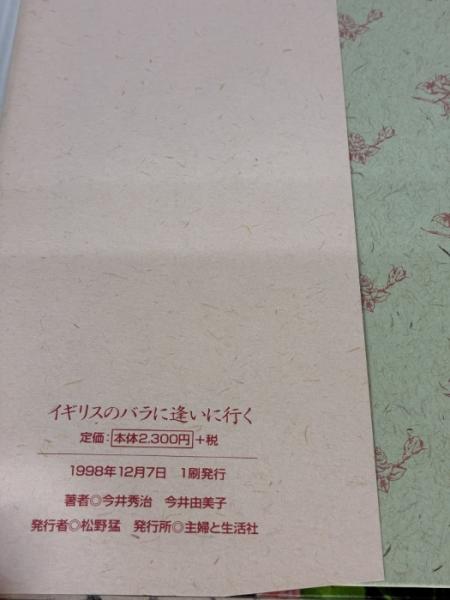 イギリスのバラに逢いに行く
定価:本体2,300円+税
1998年12月7日 1刷発行
著者◎今井秀治 今井由美子
発行者◎松野猛 発行所◎主婦と生活社